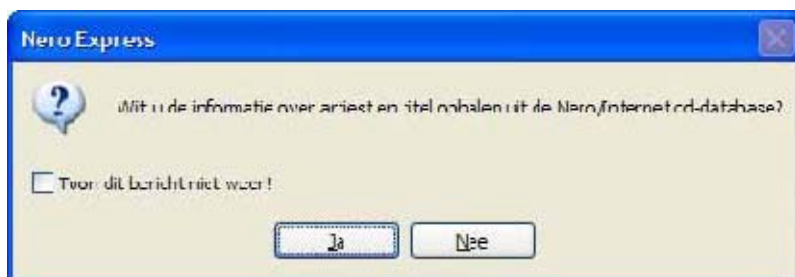 Nero Express
Wilt u de informatie over artiest en titel ophalen uit de Nero/Internet cd-database?
Toon dit bericht niet weer!
Ja
Nee